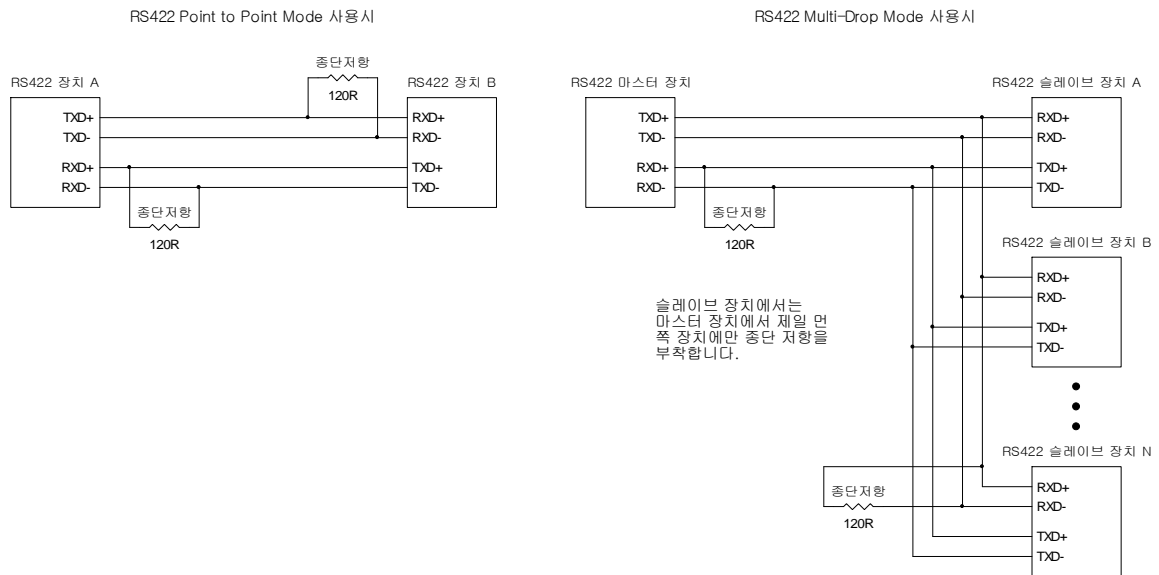 RS422 Point to Point Mode 사용시
RS422 장치 A
종단저항
120R
RS422 장치 B
TXD+
TXD-
RXD+
RXD-
RXD+
RXD-
TXD+
TXD-
종단저항
120R
RS422 Multi-Drop Mode 사용시
RS422 마스터 장치
TXD+
TXD-
RXD+
RXD-
종단저항
120R
RS422 슬레이브 장치 A
RXD+
RXD-
TXD+
TXD-
RS422 슬레이브 장치 B
RXD+
RXD-
TXD+
TXD-
슬레이브 장치에서는
마스터 장치에서 제일 먼
쪽 장치에만 종단 저항을
부착합니다.
RS422 슬레이브 장치 N
종단저항
120R
RXD+
RXD-
TXD+
TXD-